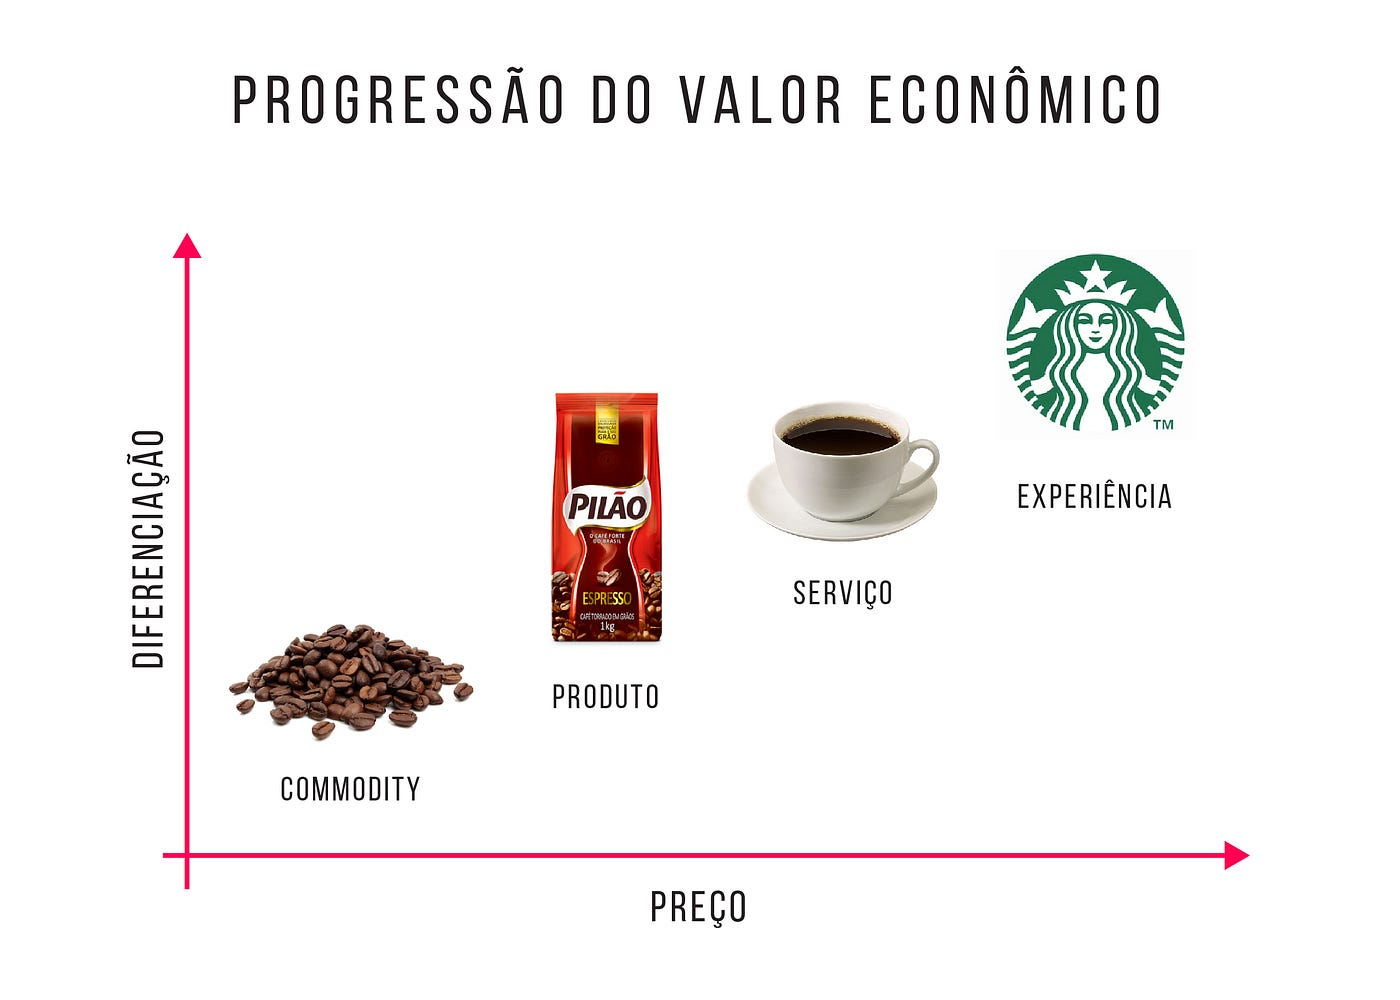 PROGRESSÃO DO VALOR ECONÔMICO
DIFERENCIAÇÃO
TM
EXPERIÊNCIA
GRÃO
PILÃO
O CAFÉ FORTE
DO BRASIL
ESPRESSO
CAFÉ TORRADO EM GRÃOS
1kg
SERVIÇO
PRODUTO
COMMODITY
PREÇO